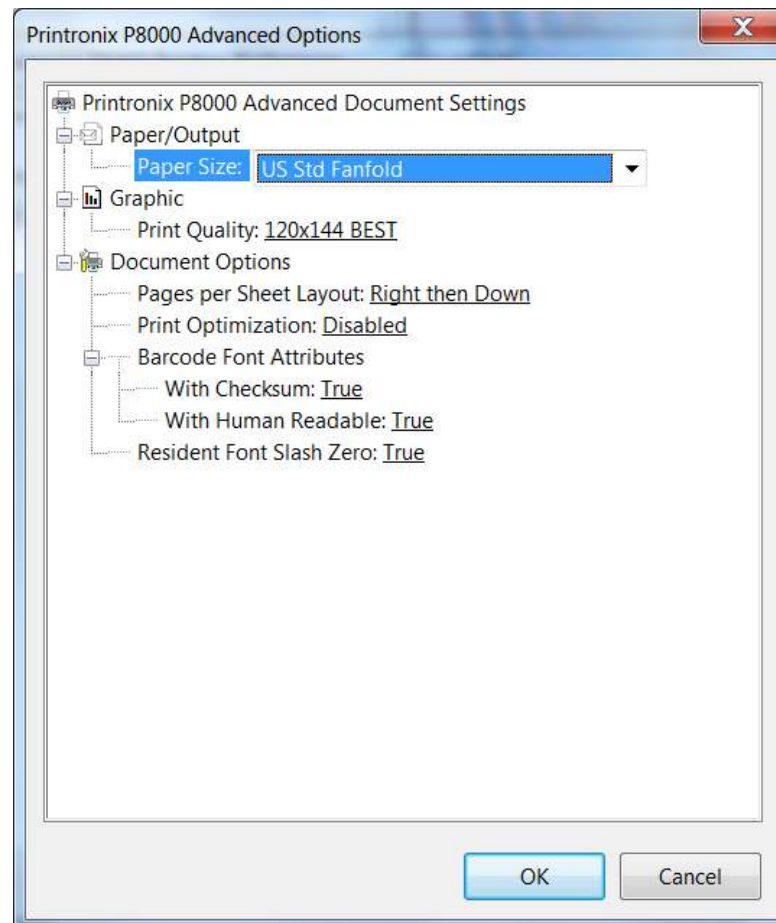 Printronix P8000 Advanced Options
Printronix P8000 Advanced Document Settings
Paper/Output
Paper Size: US Std Fanfold
Graphic
Print Quality: 120x144 BEST
Document Options
Pages per Sheet Layout: Right then Down
Print Optimization: Disabled
Barcode Font Attributes
With Checksum: True
With Human Readable: True
Resident Font Slash Zero: True
OK Cancel